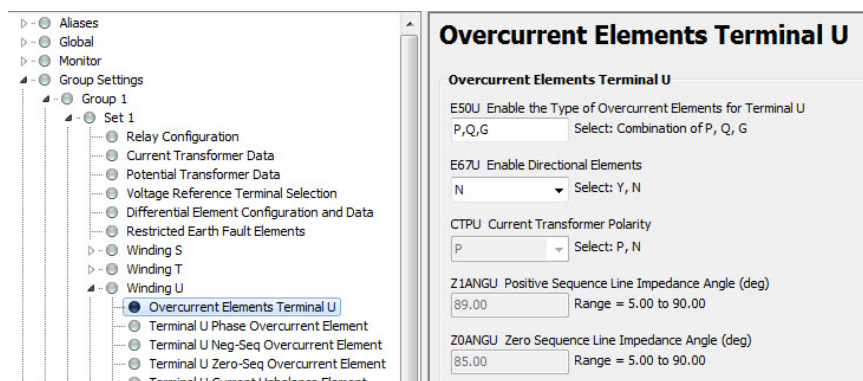 Aliases
Global
Monitor
Group Settings
Group 1
Set 1
Relay Configuration
Current Transformer Data
Potential Transformer Data
Voltage Reference Terminal Selection
Differential Element Configuration and Data
Restricted Earth Fault Elements
Winding S
Winding T
Winding U
Overcurrent Elements Terminal U
Terminal U Phase Overcurrent Element
Terminal U Neg-Seq Overcurrent Element
Terminal U Zero-Seq Overcurrent Element
Terminal U Current Unbalance Element
Overcurrent Elements Terminal U
Overcurrent Elements Terminal U
E50U Enable the Type of Overcurrent Elements for Terminal U
P,Q,G Select: Combination of P, Q, G
E67U Enable Directional Elements
N Select: Y, N
CTPU Current Transformer Polarity
P Select: P, N
Z1ANGU Positive Sequence Line Impedance Angle (deg)
89.00 Range = 5.00 to 90.00
Z0ANGU Zero Sequence Line Impedance Angle (deg)
85.00 Range = 5.00 to 90.00